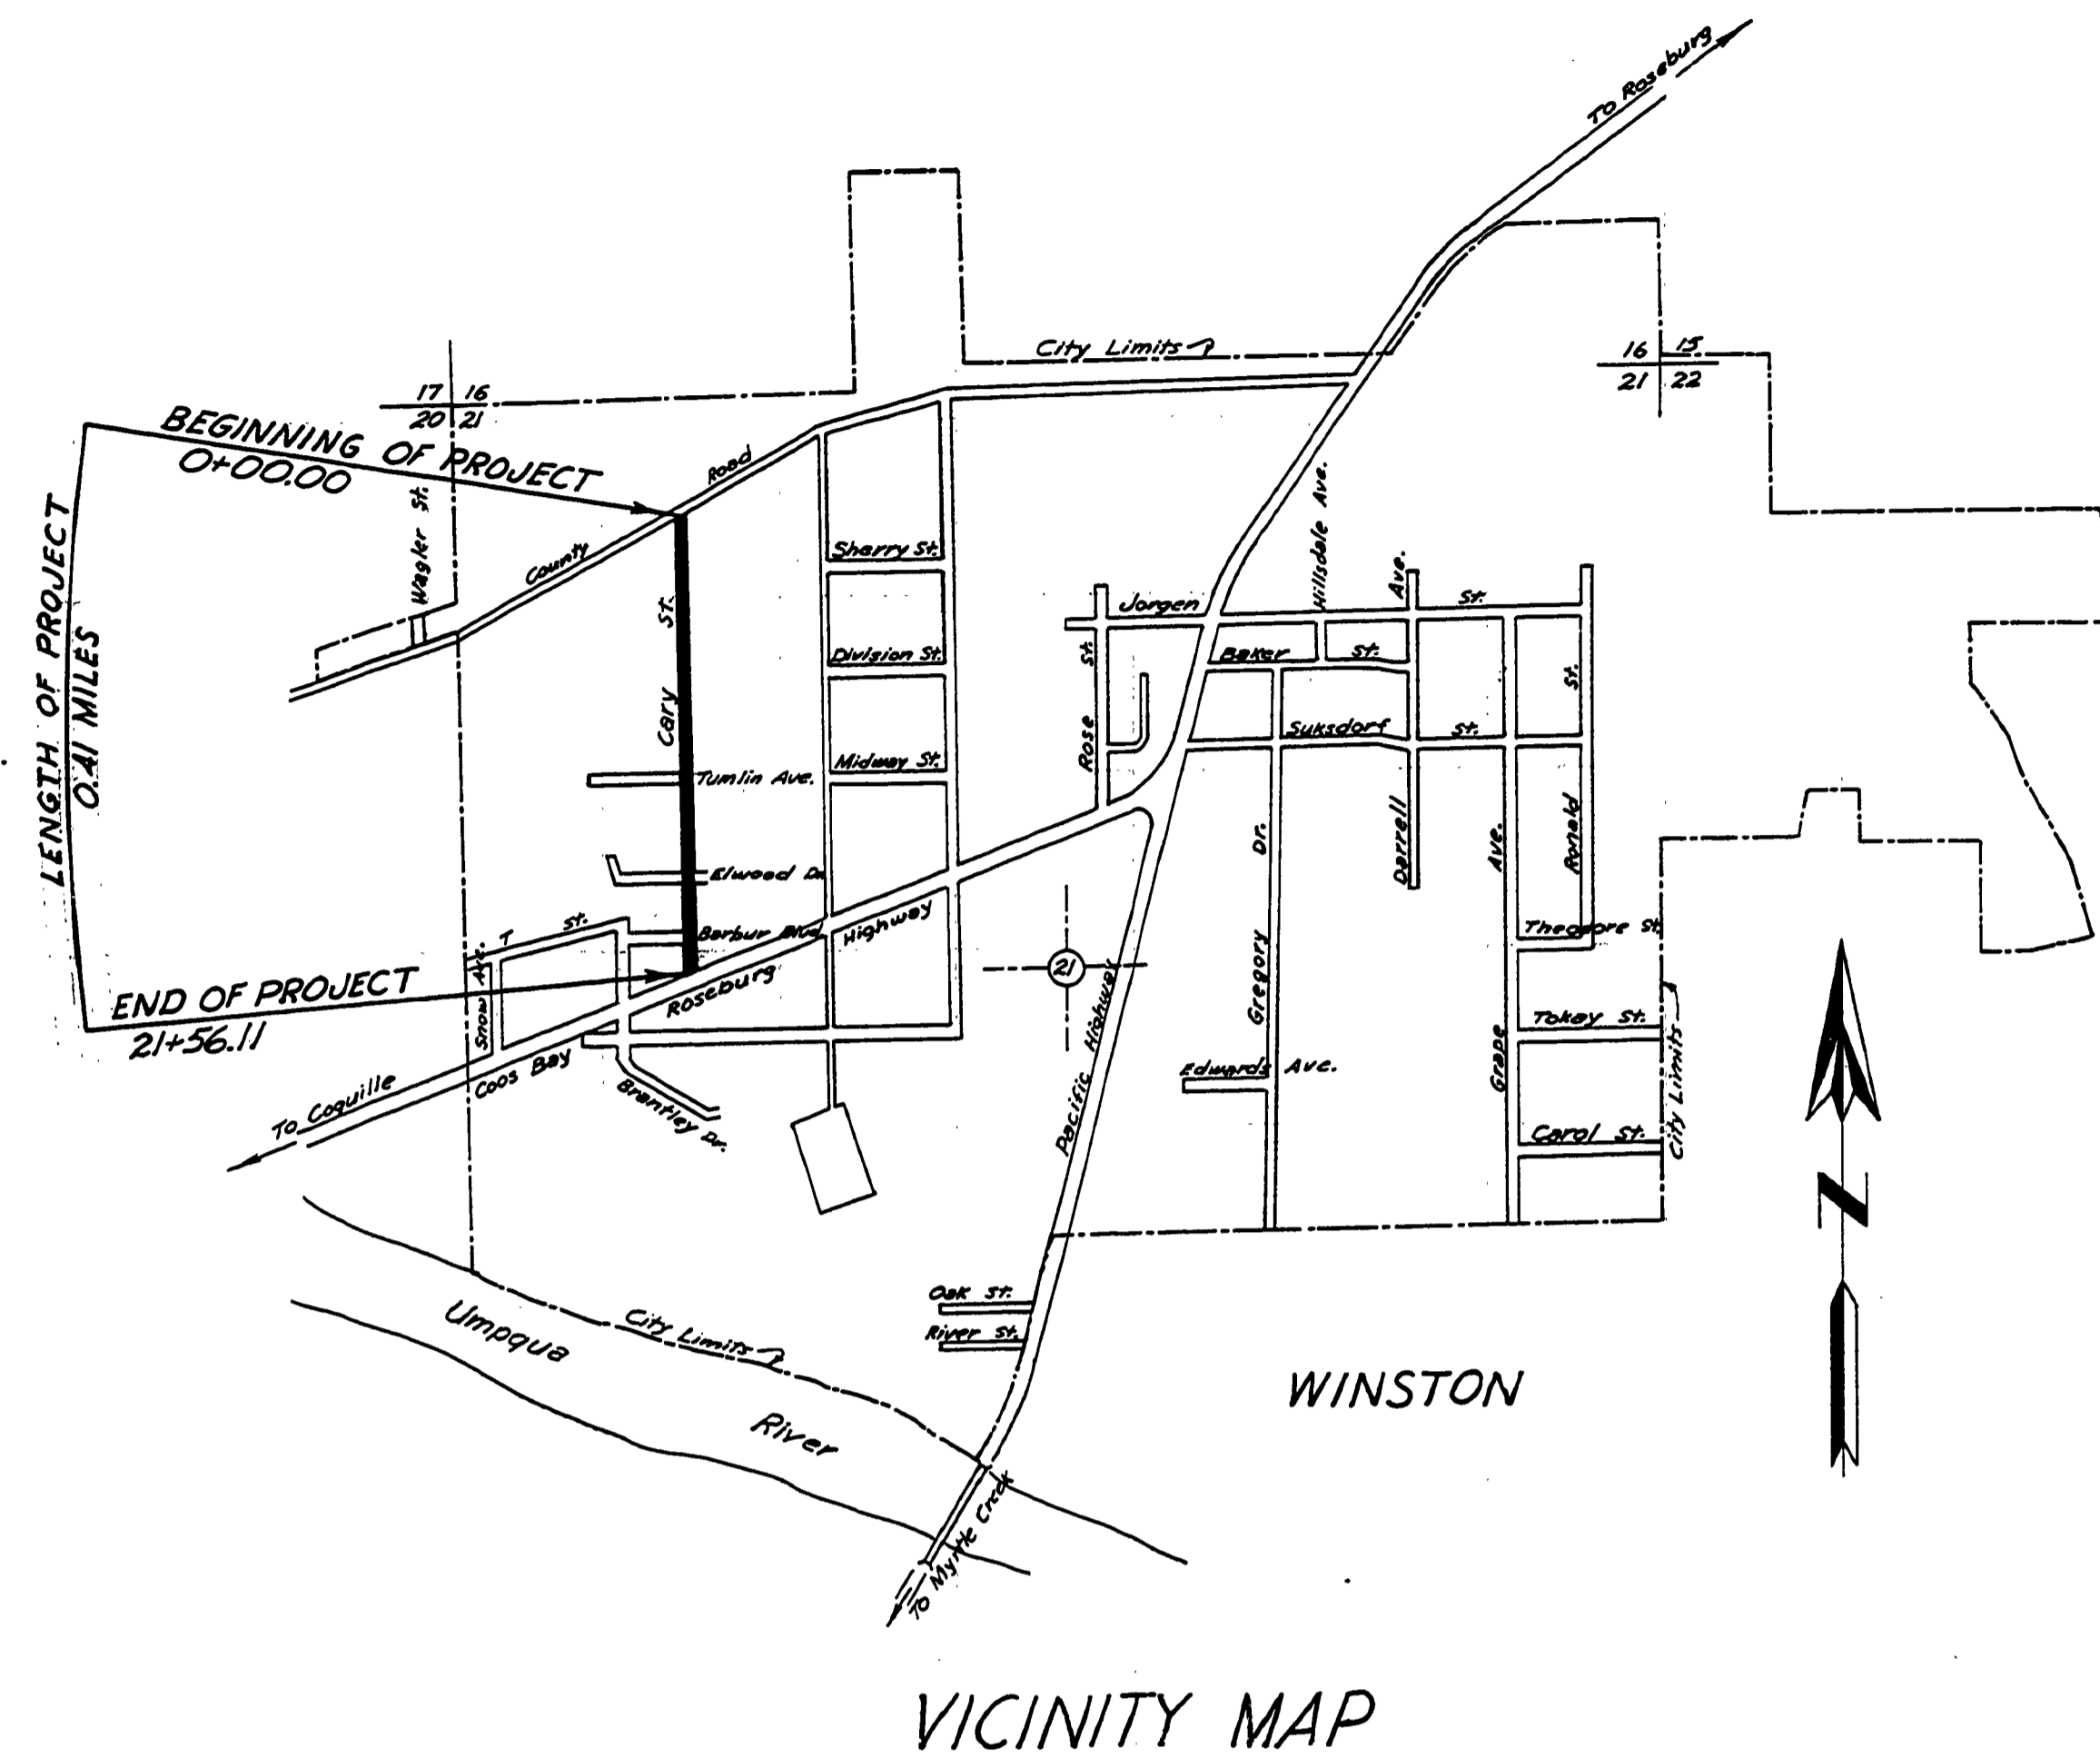 To Roseburg
City Limits
16 15
21 22
17 16
20 21
BEGINNING OF PROJECT
0+00.00
LENGTH OF PROJECT
0.41 MILES
Wagler St.
County Road
Cary St.
Sherry St.
Division St.
Midway St.
Tumlin Ave.
Elwood Dr.
Barbur Blvd
T St.
Snow Ave.
END OF PROJECT
21+56.11
To Coquille
Coos Bay Roseburg Highway
Brantley Dr.
Jorgen St.
Rose St.
Hillsdale Ave.
Baker St.
Suksdorf St.
Darrell Ave.
Gregory Dr.
Grape Ave.
Ronald St.
Theodore St.
Tokay St.
Carol St.
City Limits
Edwards Ave.
21
Pacific Highway
Oak St.
River St.
City Limits
Umpqua River
To Myrtle Creek
N
WINSTON
VICINITY MAP